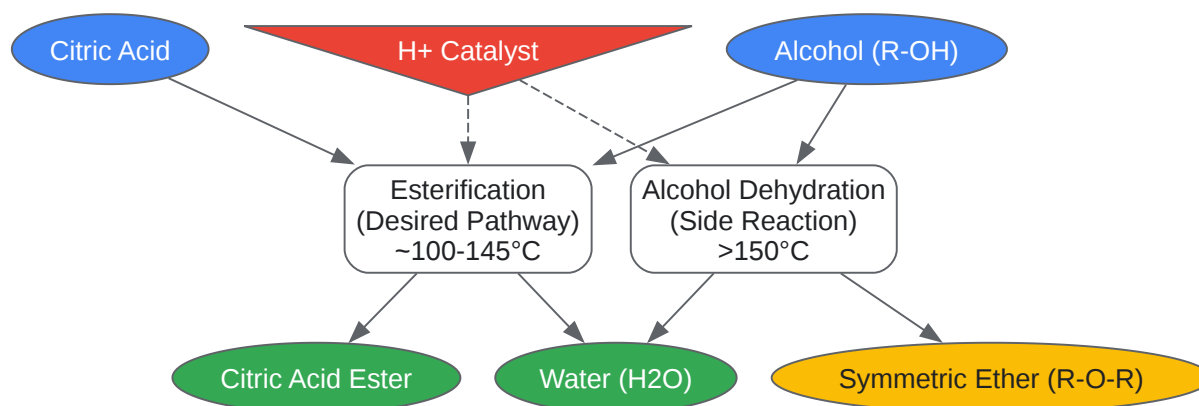 Citric Acid
H+ Catalyst
Alcohol (R-OH)
Esterification
(Desired Pathway)
~100-145°C
Alcohol Dehydration
(Side Reaction)
>150°C
Citric Acid Ester
Water (H2O)
Symmetric Ether (R-O-R)